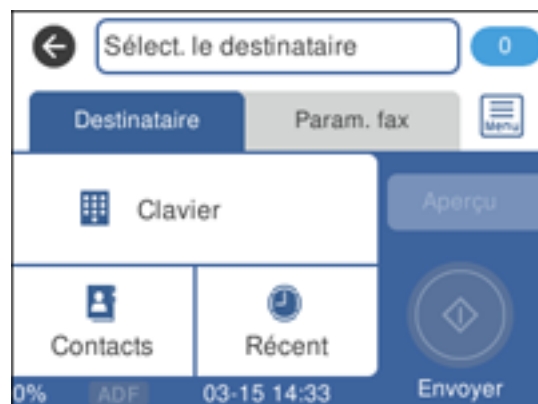 Sélect. le destinataire 0
Destinataire Param. fax Menu
Clavier Aperçu
Contacts Récent
0% ADF 03-15 14:33 Envoyer